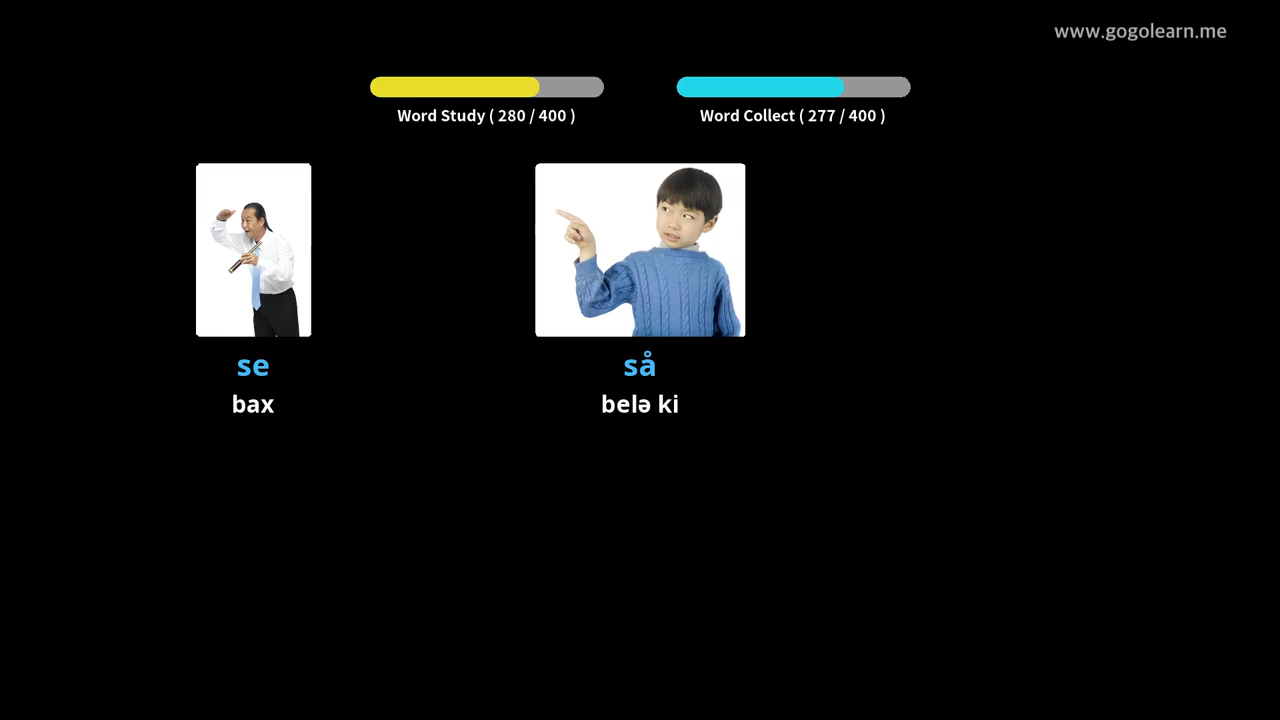 www.gogolearn.me
Word Study ( 280 / 400 )
Word Collect ( 277 / 400 )
se
bax
så
belə ki